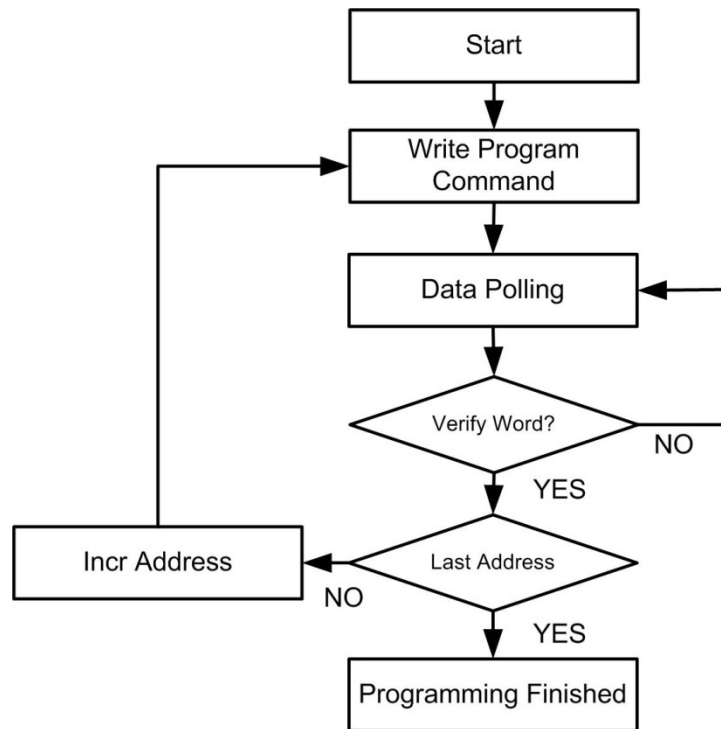 Start
Write Program
Command
Data Polling
Verify Word?
NO
YES
Incr Address
Last Address
NO
YES
Programming Finished